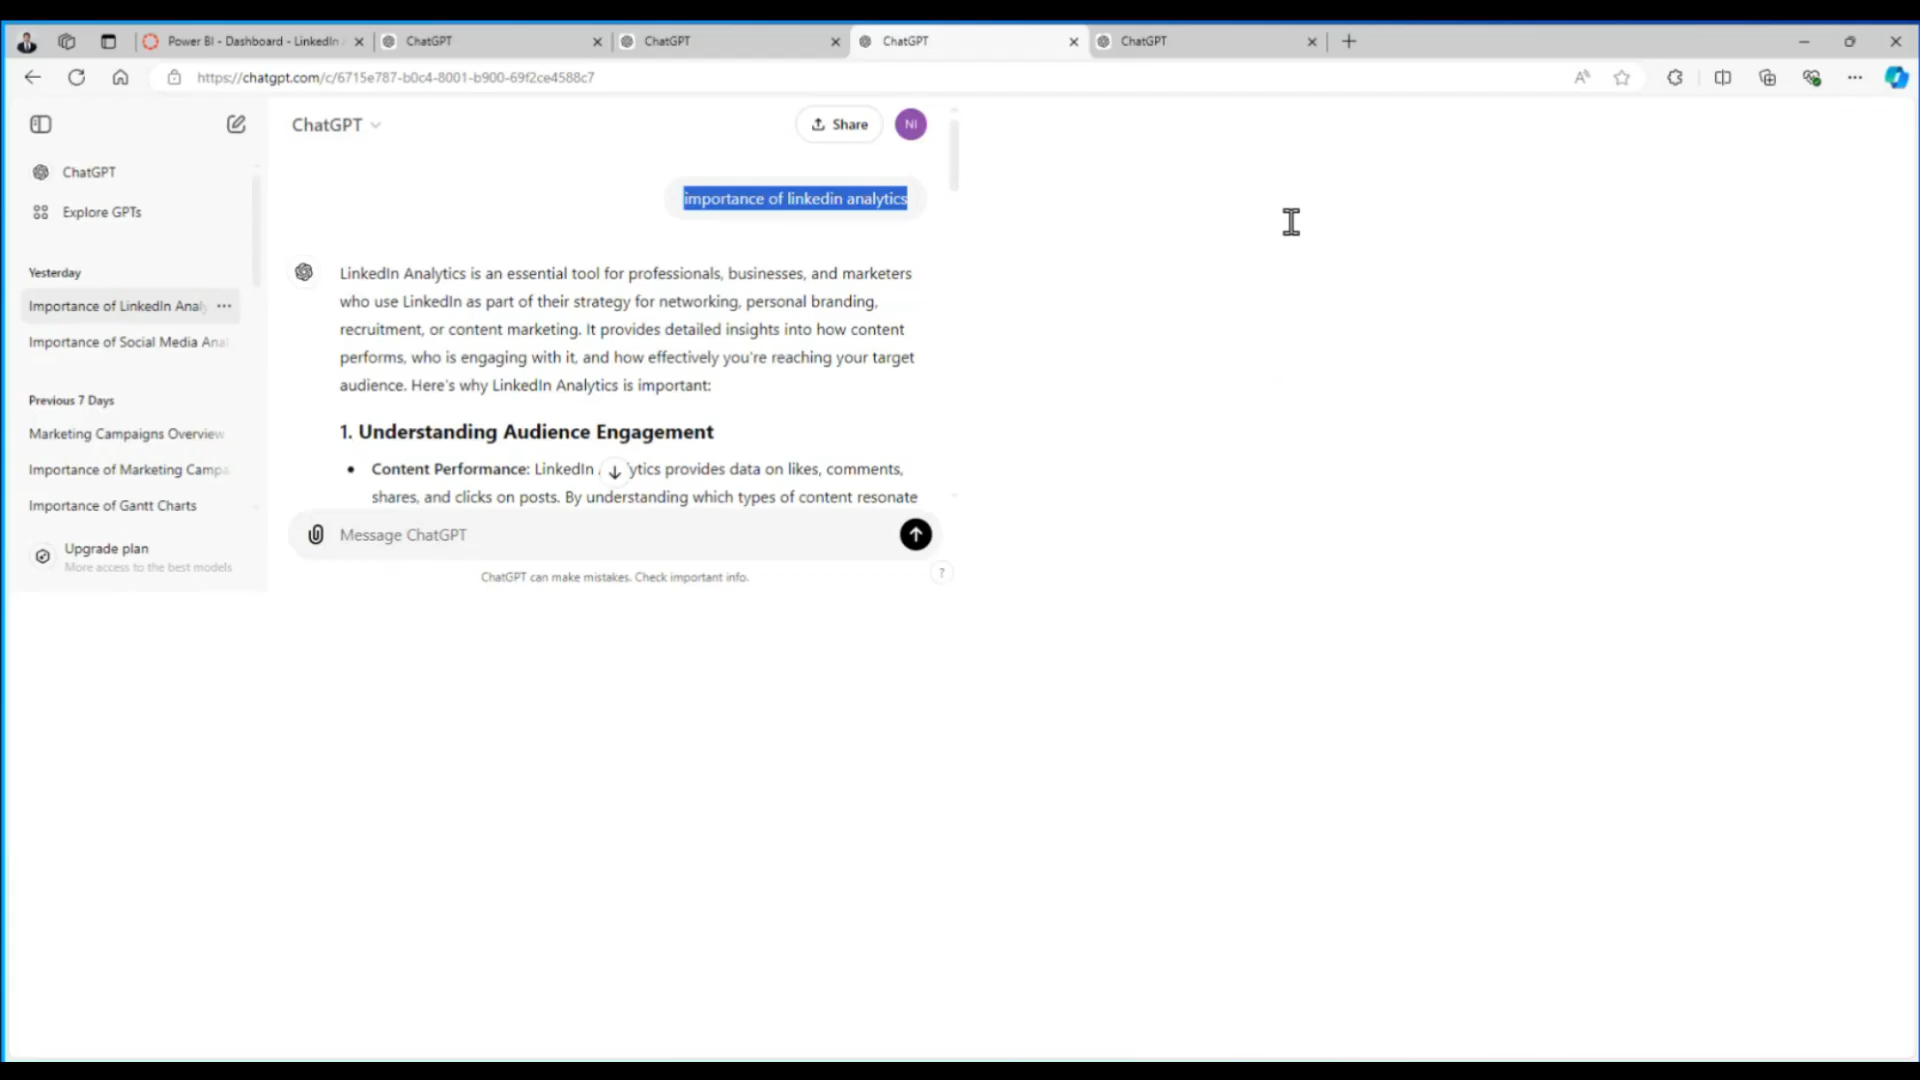 Power BI - Dashboard - LinkedIn
ChatGPT
ChatGPT
ChatGPT
ChatGPT
https://chatgpt.com/c/6715e787-b0c4-8001-b900-69f2ce4588c7
ChatGPT
Share
NI
ChatGPT
Explore GPTs
Yesterday
Importance of LinkedIn Analy
Importance of Social Media Anal
Previous 7 Days
Marketing Campaigns Overview
Importance of Marketing Campa
Importance of Gantt Charts
Upgrade plan
More access to the best models
importance of linkedin analytics
LinkedIn Analytics is an essential tool for professionals, businesses, and marketers
who use LinkedIn as part of their strategy for networking, personal branding,
recruitment, or content marketing. It provides detailed insights into how content
performs, who is engaging with it, and how effectively you're reaching your target
audience. Here's why LinkedIn Analytics is important:
1. Understanding Audience Engagement
• Content Performance: LinkedIn ytics provides data on likes, comments,
shares, and clicks on posts. By understanding which types of content resonate
Message ChatGPT
ChatGPT can make mistakes. Check important info.
?